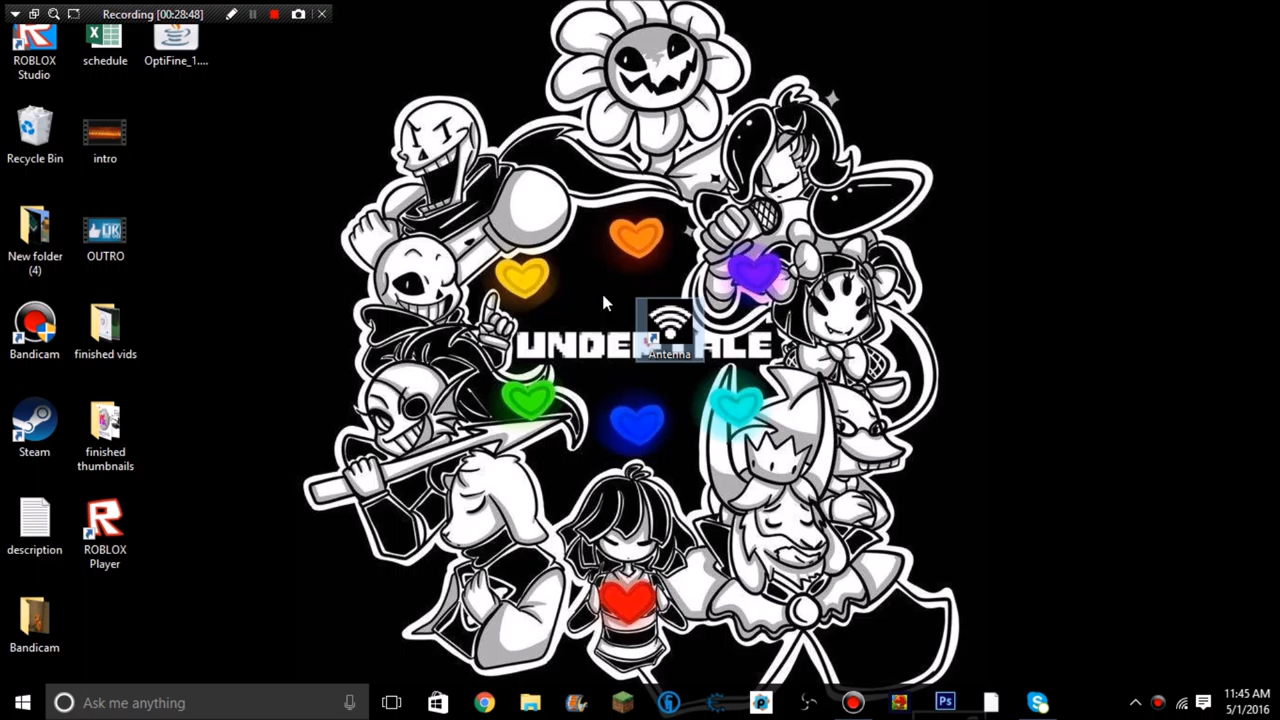 Recording [00:28:48]
ROBLOX
Studio
schedule
OptiFine_1....
Recycle Bin
intro
New folder
(4)
OUTRO
Bandicam
finished vids
Steam
finished
thumbnails
description
ROBLOX
Player
Bandicam
UNDERTALE
Antenna
Ask me anything
Ps
11:45 AM
5/1/2016